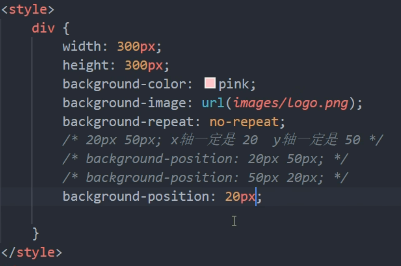 <style>
div {
width: 300px;
height: 300px;
background-color: pink;
background-image: url(images/logo.png);
background-repeat: no-repeat;
/* 20px 50px; x轴一定是 20 y轴一定是 50 */
/* background-position: 20px 50px; */
/* background-position: 50px 20px; */
background-position: 20px;
}
</style>